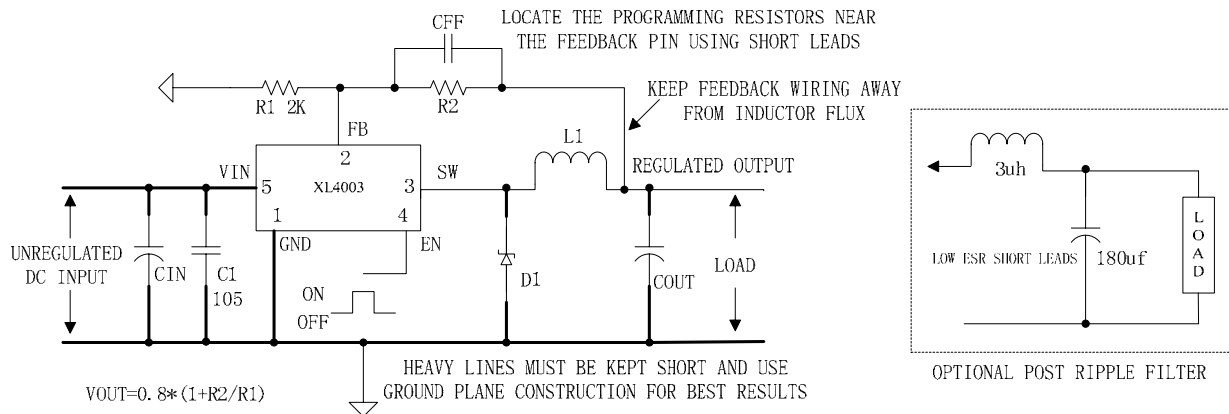 CFF
LOCATE THE PROGRAMMING RESISTORS NEAR
THE FEEDBACK PIN USING SHORT LEADS
R1 2K
R2
KEEP FEEDBACK WIRING AWAY
FROM INDUCTOR FLUX
FB
L1
2
VIN
SW
REGULATED OUTPUT
5
XL4003
3
1
4
GND
EN
UNREGULATED
DC INPUT
CIN
C1
105
ON
OFF
D1
COUT
LOAD
HEAVY LINES MUST BE KEPT SHORT AND USE
GROUND PLANE CONSTRUCTION FOR BEST RESULTS
VOUT=0.8*(1+R2/R1)
3uh
LOW ESR SHORT LEADS
180uf
LOAD
OPTIONAL POST RIPPLE FILTER